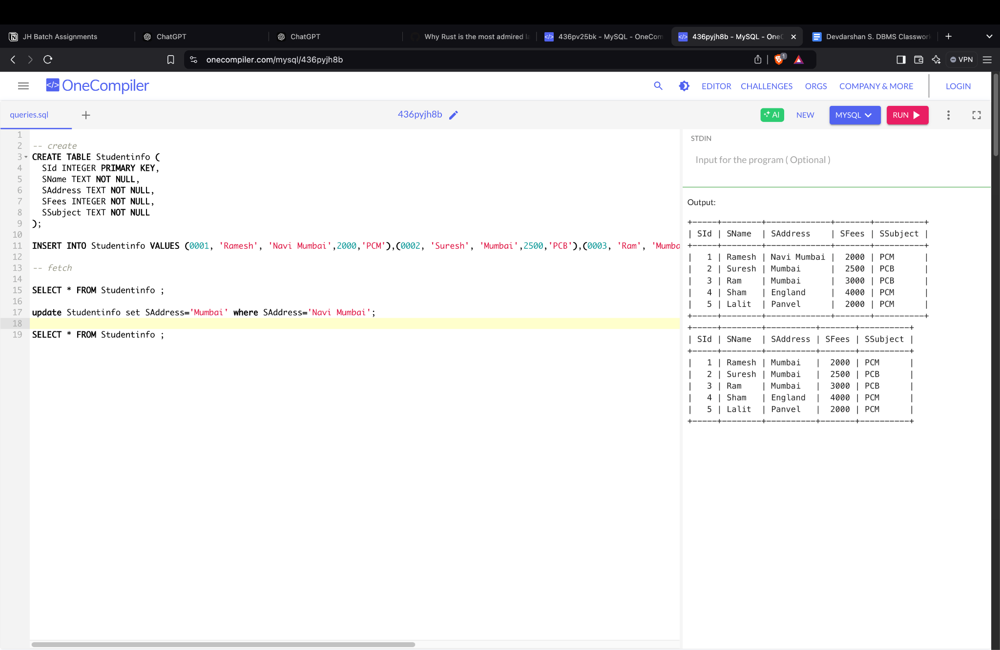 JH Batch Assignments
ChatGPT
ChatGPT
Why Rust is the most admired
436pv25bk - MySQL - OneCom
436pyjh8b - MySQL - One
Devdarshan S. DBMS Classwor
onecompiler.com/mysql/436pyjh8b
1
VPN
</> OneCompiler
EDITOR
CHALLENGES
ORGS
COMPANY & MORE
LOGIN
queries.sql
436pyjh8b
AI
NEW
MYSQL
RUN
1
2 -- create
3 CREATE TABLE Studentinfo (
4 SId INTEGER PRIMARY KEY,
5 SName TEXT NOT NULL,
6 SAddress TEXT NOT NULL,
7 SFees INTEGER NOT NULL,
8 SSubject TEXT NOT NULL
9 );
10
11 INSERT INTO Studentinfo VALUES (0001, 'Ramesh', 'Navi Mumbai',2000,'PCM'),(0002, 'Suresh', 'Mumbai',2500,'PCB'),(0003, 'Ram', 'Mumba
12
13 -- fetch
14
15 SELECT * FROM Studentinfo ;
16
17 update Studentinfo set SAddress='Mumbai' where SAddress='Navi Mumbai';
18
19 SELECT * FROM Studentinfo ;
STDIN
Input for the program ( Optional )
Output:
+-----+--------+-------------+-------+----------+
| SId | SName  | SAddress    | SFees | SSubject |
+-----+--------+-------------+-------+----------+
|   1 | Ramesh | Navi Mumbai |  2000 | PCM      |
|   2 | Suresh | Mumbai      |  2500 | PCB      |
|   3 | Ram    | Mumbai      |  3000 | PCB      |
|   4 | Sham   | England     |  4000 | PCM      |
|   5 | Lalit  | Panvel      |  2000 | PCM      |
+-----+--------+-------------+-------+----------+
+-----+--------+----------+-------+----------+
| SId | SName  | SAddress | SFees | SSubject |
+-----+--------+----------+-------+----------+
|   1 | Ramesh | Mumbai   |  2000 | PCM      |
|   2 | Suresh | Mumbai   |  2500 | PCB      |
|   3 | Ram    | Mumbai   |  3000 | PCB      |
|   4 | Sham   | England  |  4000 | PCM      |
|   5 | Lalit  | Panvel   |  2000 | PCM      |
+-----+--------+----------+-------+----------+